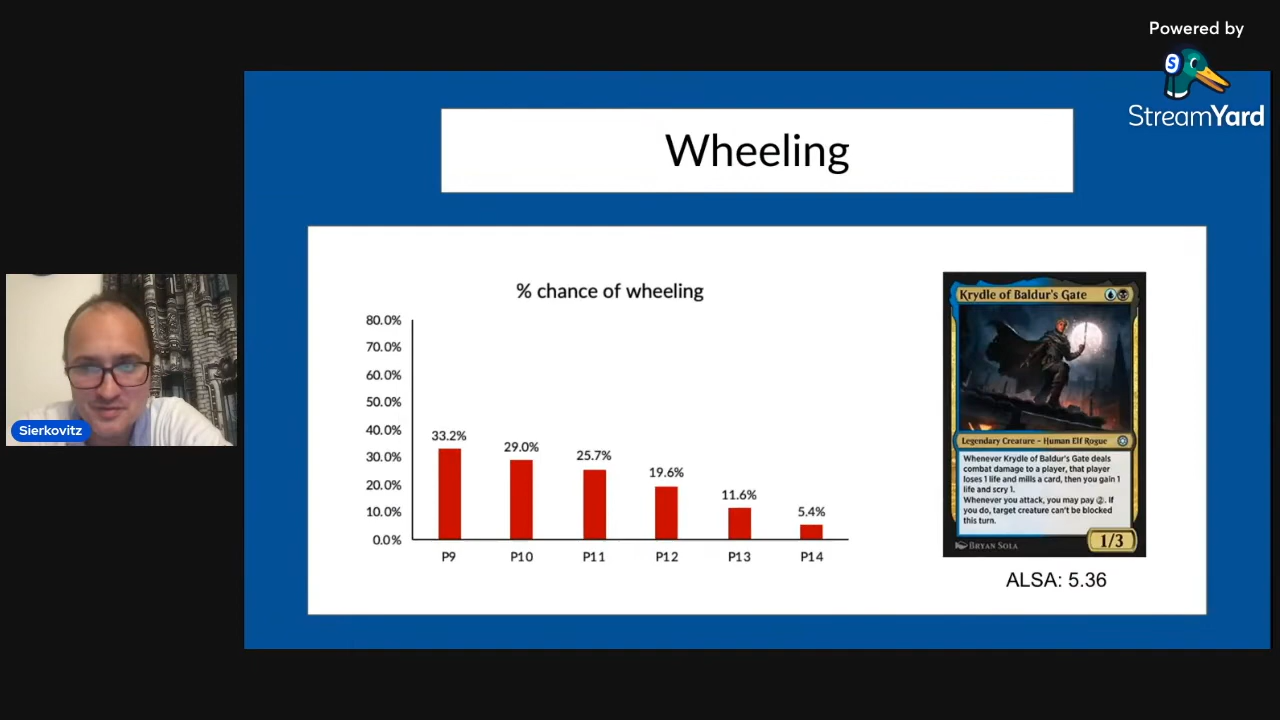 Powered by
StreamYard
Wheeling
% chance of wheeling
80.0%
70.0%
60.0%
50.0%
40.0%
30.0%
20.0%
10.0%
0.0%
33.2%
29.0%
25.7%
19.6%
11.6%
5.4%
P9 P10 P11 P12 P13 P14
Krydle of Baldur's Gate
Legendary Creature – Human Elf Rogue
Whenever Krydle of Baldur's Gate deals
combat damage to a player, that player
loses 1 life and mills a card, then you gain 1
life and scry 1.
Whenever you attack, you may pay 2. If
you do, target creature can't be blocked
this turn.
1/3
Bryan Sola
ALSA: 5.36
Sierkovitz